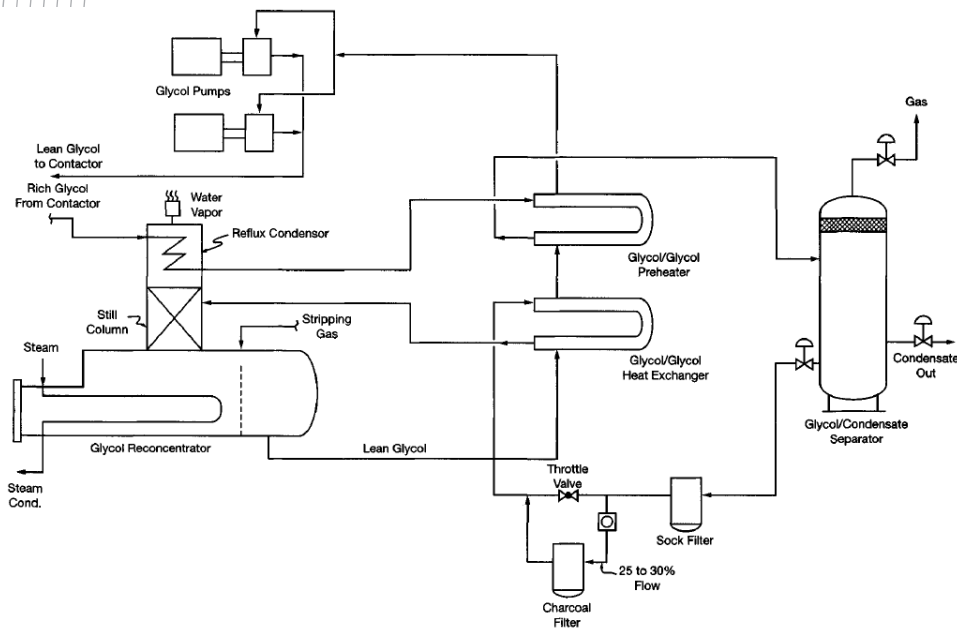 Glycol Pumps
Gas
Lean Glycol
to Contactor
Rich Glycol
From Contactor
Water
Vapor
Reflux Condensor
Glycol/Glycol
Preheater
Still
Column
Stripping
Gas
Steam
Glycol/Glycol
Heat Exchanger
Condensate
Out
Glycol/Condensate
Separator
Glycol Reconcentrator
Lean Glycol
Steam
Cond.
Throttle
Valve
Sock Filter
25 to 30%
Flow
Charcoal
Filter